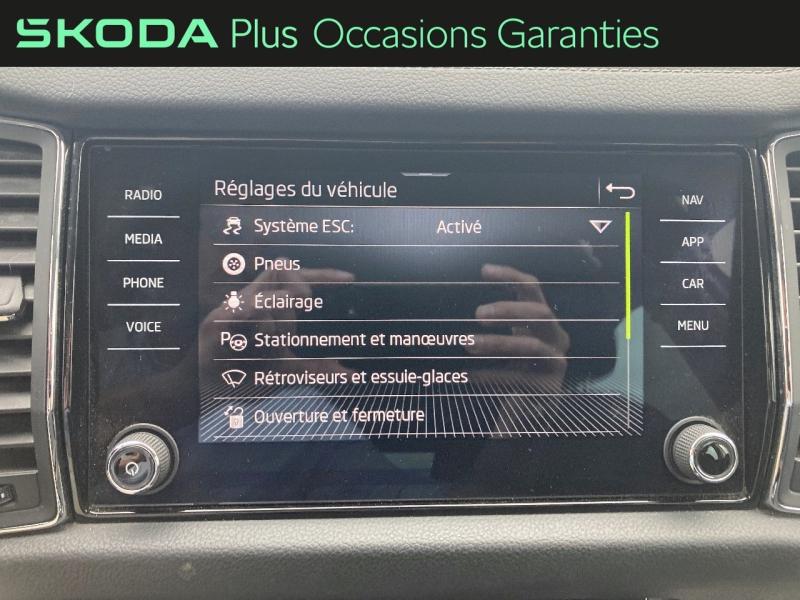 SKODA Plus Occasions Garanties
RADIO
MEDIA
PHONE
VOICE
Réglages du véhicule
Système ESC: Activé
Pneus
Éclairage
P Stationnement et manœuvres
Rétroviseurs et essuie-glaces
Ouverture et fermeture
NAV
APP
CAR
MENU